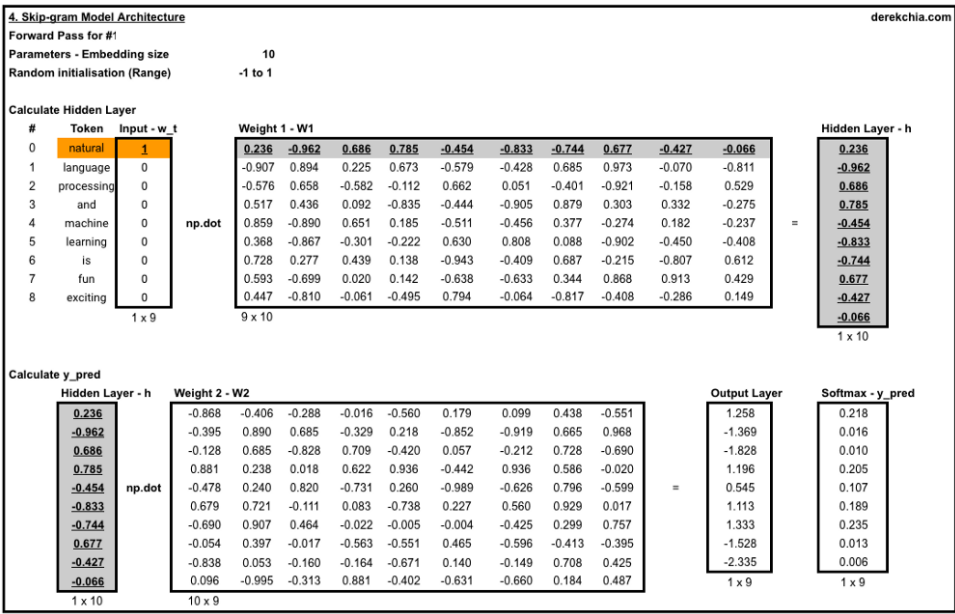 4. Skip-gram Model Architecture derekchia.com
Forward Pass for #1
Parameters - Embedding size 10
Random initialisation (Range) -1 to 1
Calculate Hidden Layer
# Token Input - w_t Weight 1 - W1 Hidden Layer - h
0 natural 1 0.236 -0.962 0.686 0.785 -0.454 -0.833 -0.744 0.677 -0.427 -0.066 0.236
1 language 0 -0.907 0.894 0.225 0.673 -0.579 -0.428 0.685 0.973 -0.070 -0.811 -0.962
2 processing 0 -0.576 0.658 -0.582 -0.112 0.662 0.051 -0.401 -0.921 -0.158 0.529 0.686
3 and 0 0.517 0.436 0.092 -0.835 -0.444 -0.905 0.879 0.303 0.332 -0.275 0.785
4 machine 0 np.dot 0.859 -0.890 0.651 0.185 -0.511 -0.456 0.377 -0.274 0.182 -0.237 = -0.454
5 learning 0 0.368 -0.867 -0.301 -0.222 0.630 0.808 0.088 -0.902 -0.450 -0.408 -0.833
6 is 0 0.728 0.277 0.439 0.138 -0.943 -0.409 0.687 -0.215 -0.807 0.612 -0.744
7 fun 0 0.593 -0.699 0.020 0.142 -0.638 -0.633 0.344 0.868 0.913 0.429 0.677
8 exciting 0 0.447 -0.810 -0.061 -0.495 0.794 -0.064 -0.817 -0.408 -0.286 0.149 -0.427
1 x 9 9 x 10 -0.066
1 x 10
Calculate y_pred
Hidden Layer - h Weight 2 - W2 Output Layer Softmax - y_pred
0.236 -0.868 -0.406 -0.288 -0.016 -0.560 0.179 0.099 0.438 -0.551 1.258 0.218
-0.962 -0.395 0.890 0.685 -0.329 0.218 -0.852 -0.919 0.665 0.968 -1.369 0.016
0.686 -0.128 0.685 -0.828 0.709 -0.420 0.057 -0.212 0.728 -0.690 -1.828 0.010
0.785 0.881 0.238 0.018 0.622 0.936 -0.442 0.936 0.586 -0.020 1.196 0.205
-0.454 np.dot -0.478 0.240 0.820 -0.731 0.260 -0.989 -0.626 0.796 -0.599 = 0.545 0.107
-0.833 0.679 0.721 -0.111 0.083 -0.738 0.227 0.560 0.929 0.017 1.113 0.189
-0.744 -0.690 0.907 0.464 -0.022 -0.005 -0.004 -0.425 0.299 0.757 1.333 0.235
0.677 -0.054 0.397 -0.017 -0.563 -0.551 0.465 -0.596 -0.413 -0.395 -1.528 0.013
-0.427 -0.838 0.053 -0.160 -0.164 -0.671 0.140 -0.149 0.708 0.425 -2.335 0.006
-0.066 0.096 -0.995 -0.313 0.881 -0.402 -0.631 -0.660 0.184 0.487 1 x 9 1 x 9
1 x 10 10 x 9